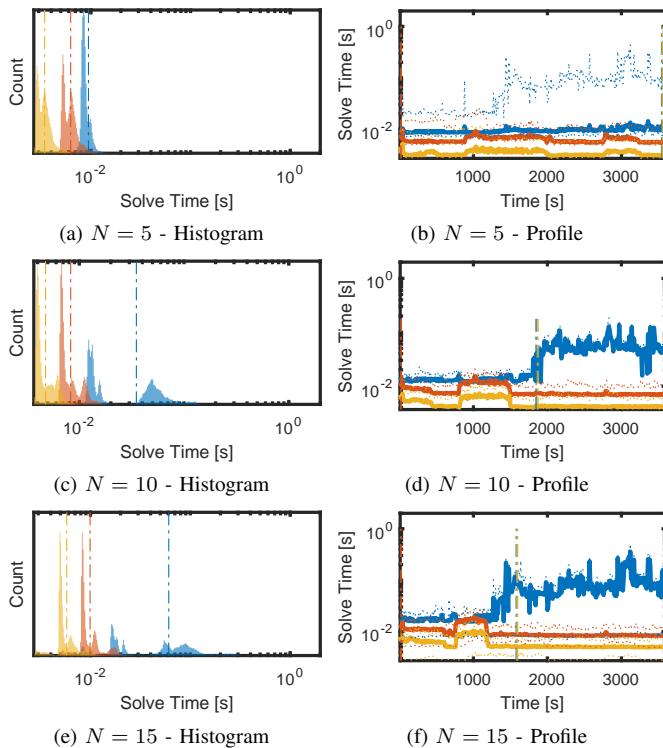 Count
10^-2
10^0
Solve Time [s]
(a) N = 5 - Histogram
Solve Time [s]
10^0
10^-2
1000
2000
3000
Time [s]
(b) N = 5 - Profile
Count
10^-2
10^0
Solve Time [s]
(c) N = 10 - Histogram
Solve Time [s]
10^0
10^-2
1000
2000
3000
Time [s]
(d) N = 10 - Profile
Count
10^-2
10^0
Solve Time [s]
(e) N = 15 - Histogram
Solve Time [s]
10^0
10^-2
1000
2000
3000
Time [s]
(f) N = 15 - Profile